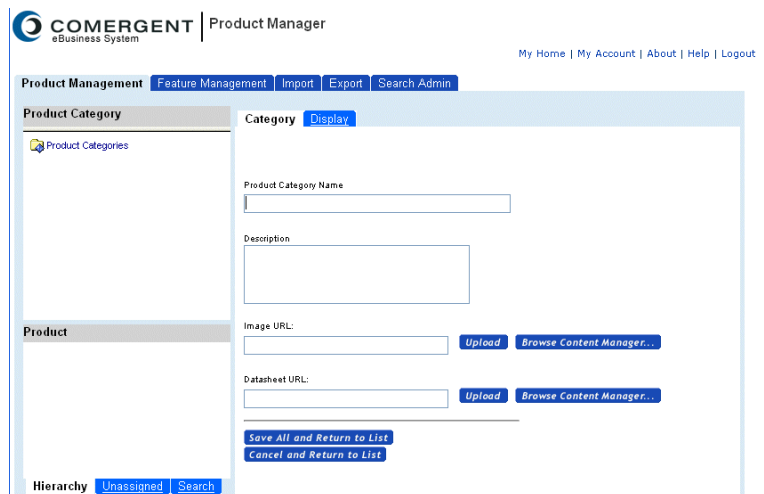 COMERGENT
eBusiness System
Product Manager
My Home | My Account | About | Help | Logout
Product Management Feature Management Import Export Search Admin
Product Category
Category Display
Product Categories
Product Category Name
Description
Product
Image URL:
Upload Browse Content Manager...
Datasheet URL:
Upload Browse Content Manager...
Save All and Return to List
Cancel and Return to List
Hierarchy Unassigned Search